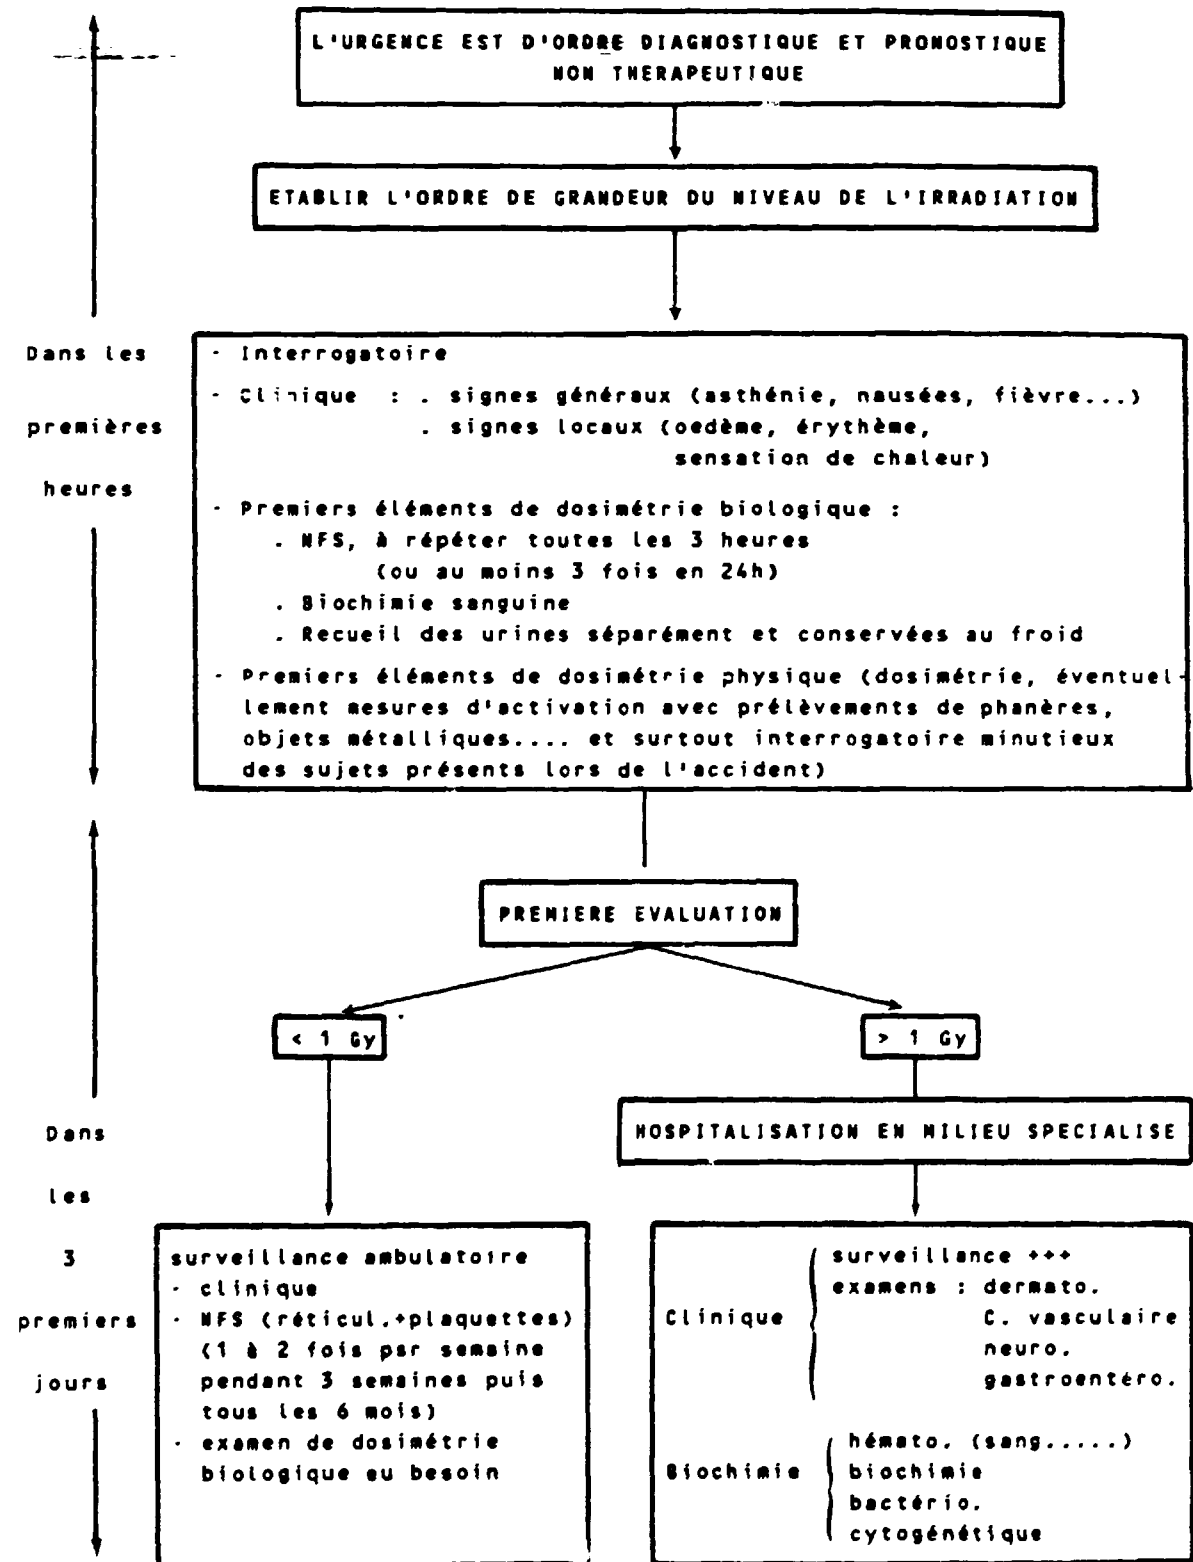 L'URGENCE EST D'ORDRE DIAGNOSTIQUE ET PRONOSTIQUE
NON THERAPEUTIQUE
ETABLIR L'ORDRE DE GRANDEUR DU NIVEAU DE L'IRRADIATION
Dans les
premières
heures
- Interrogatoire
- Clinique : . signes généraux (asthénie, nausées, fièvre...)
. signes locaux (oedème, érythème,
sensation de chaleur)
- Premiers éléments de dosimétrie biologique :
. NFS, à répéter toutes les 3 heures
(ou au moins 3 fois en 24h)
. Biochimie sanguine
. Recueil des urines séparément et conservées au froid
- Premiers éléments de dosimétrie physique (dosimétrie, éventuel-
lement mesures d'activation avec prélèvements de phanères,
objets métalliques.... et surtout interrogatoire minutieux
des sujets présents lors de l'accident)
PREMIERE EVALUATION
< 1 Gy
> 1 Gy
HOSPITALISATION EN MILIEU SPECIALISE
Dans
les
3
premiers
jours
surveillance ambulatoire
- clinique
- NFS (réticul.+plaquettes)
(1 à 2 fois par semaine
pendant 3 semaines puis
tous les 6 mois)
- examen de dosimétrie
biologique au besoin
Clinique
surveillance +++
examens : dermato.
C. vasculaire
neuro.
gastroentéro.
Biochimie
hémato. (sang.....)
biochimie
bactério.
cytogénétique